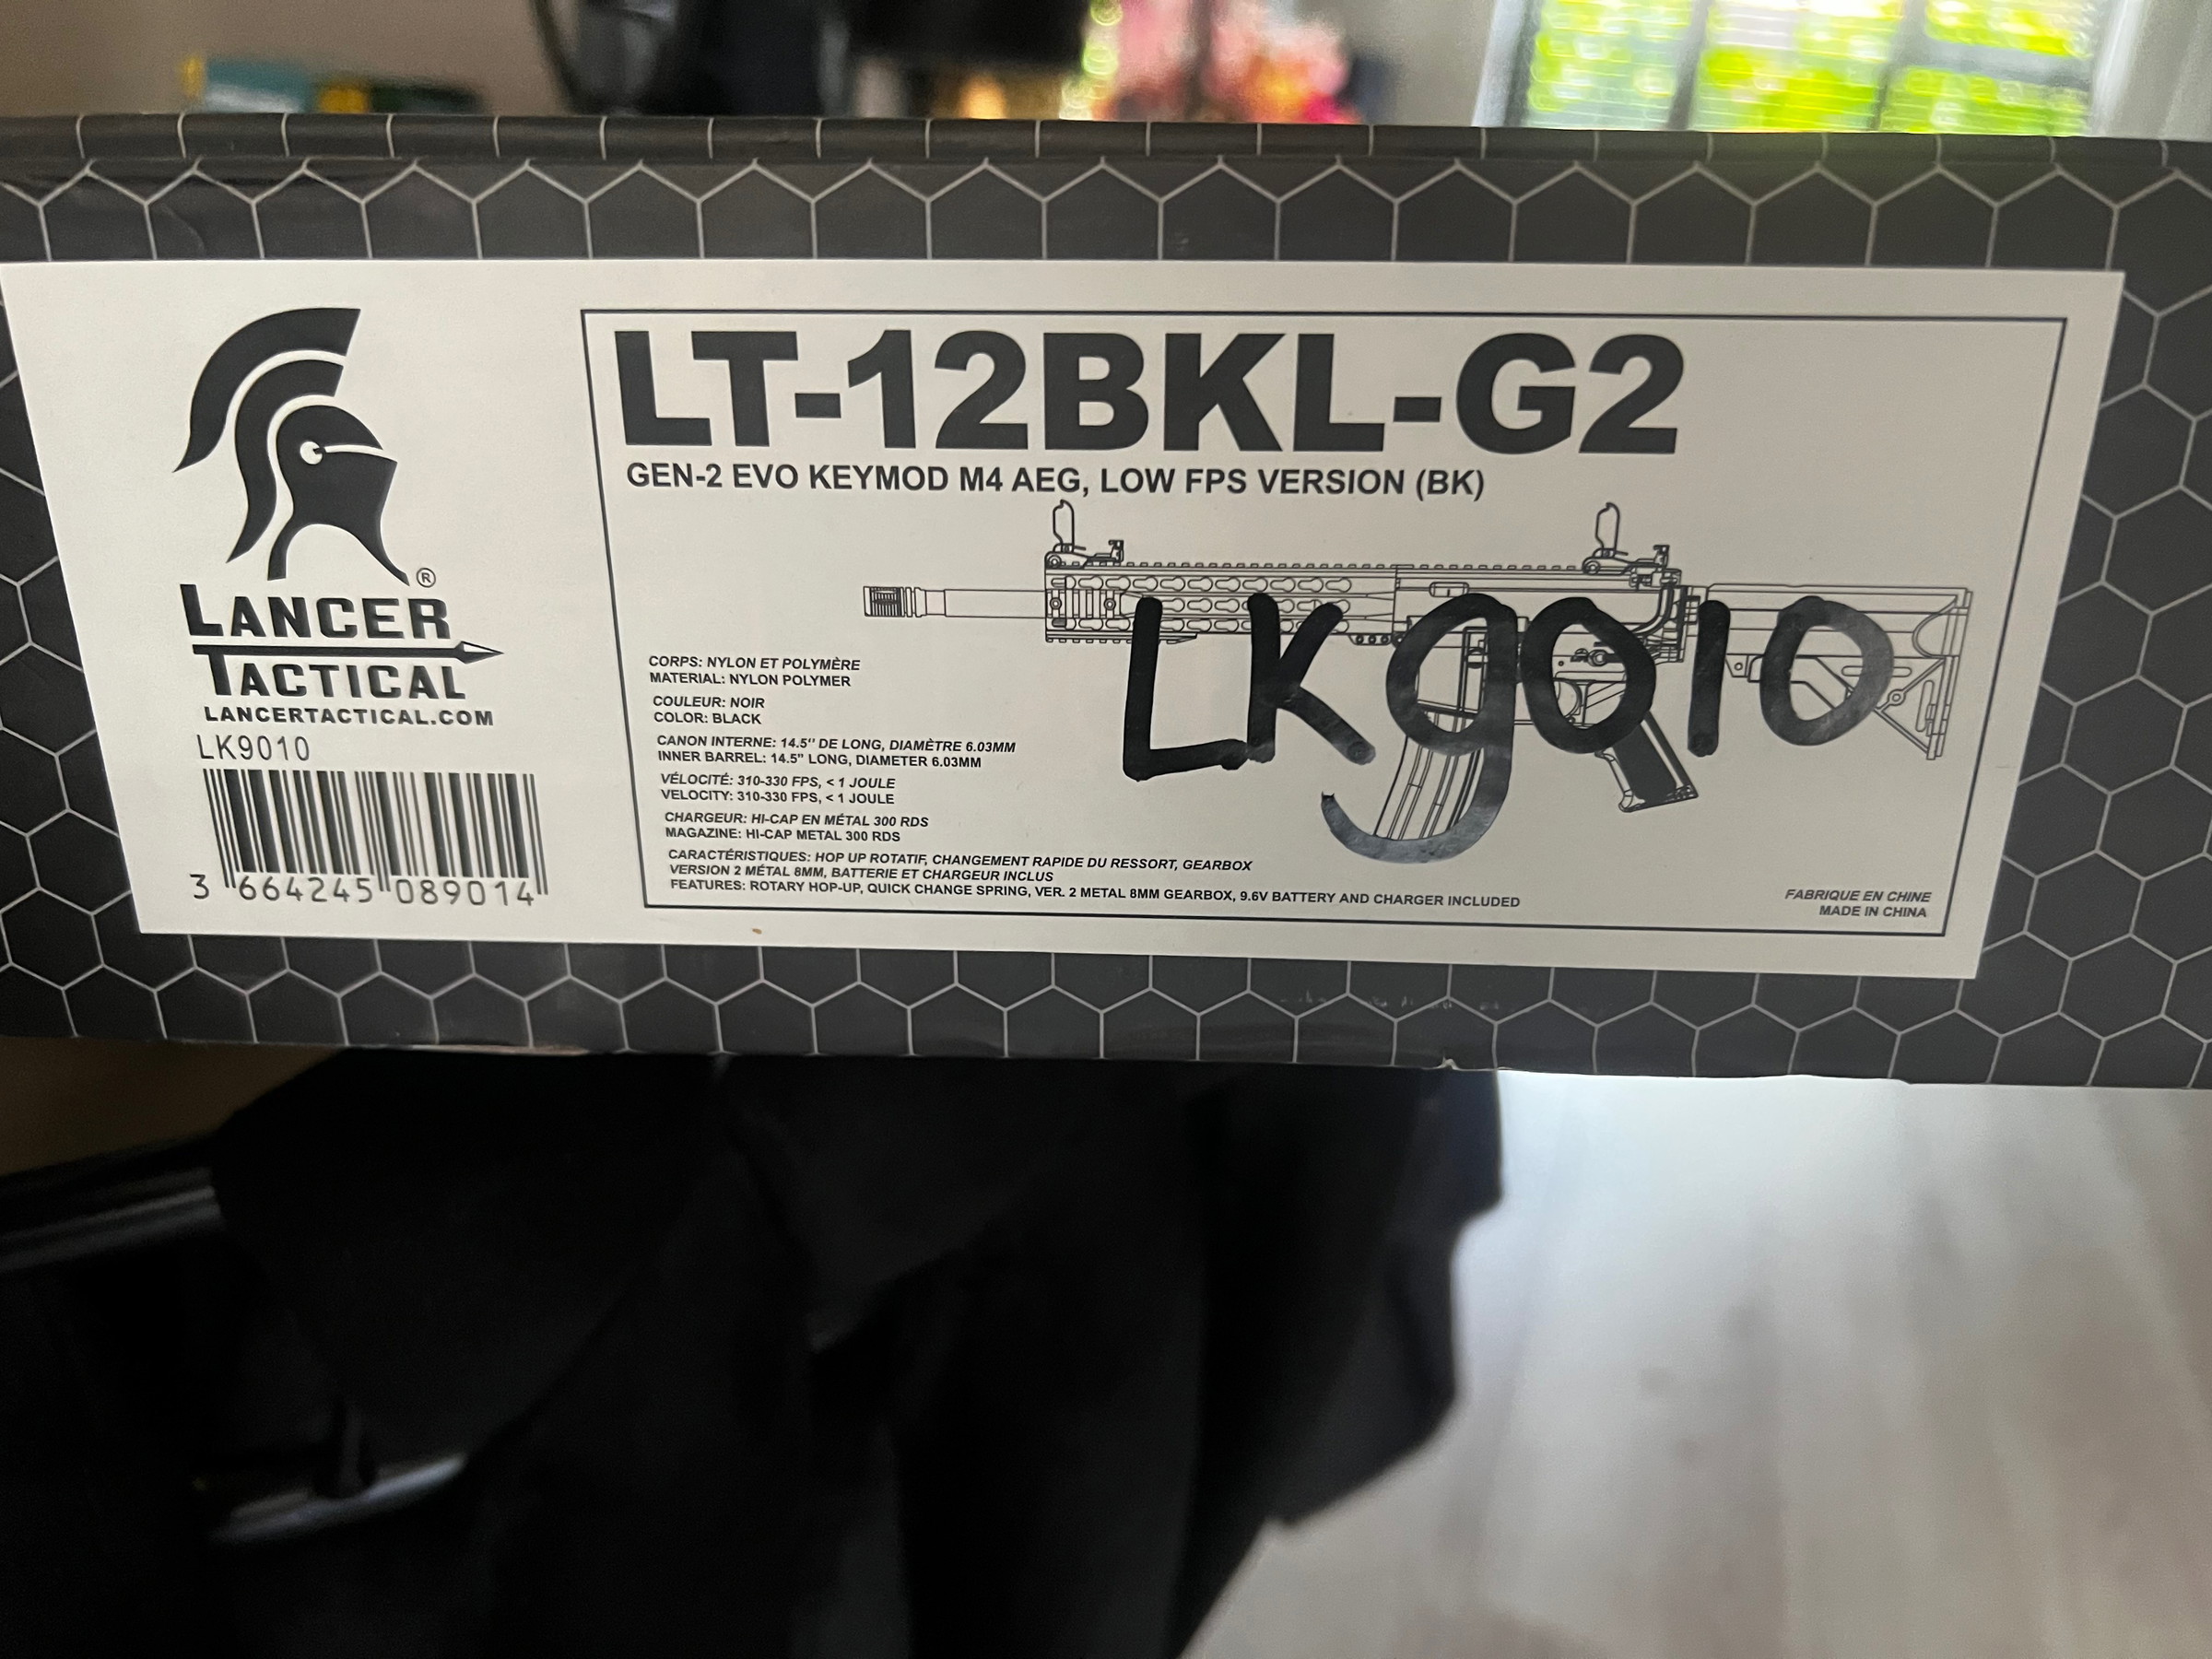 LT-12BKL-G2
GEN-2 EVO KEYMOD M4 AEG, LOW FPS VERSION (BK)
®
LANCER
TACTICAL
LANCERTACTICAL.COM
LK9010
3 664245 089014
LK9010
CORPS: NYLON ET POLYMÈRE
MATERIAL: NYLON POLYMER
COULEUR: NOIR
COLOR: BLACK
CANON INTERNE: 14.5" DE LONG, DIAMÈTRE 6.03MM
INNER BARREL: 14.5" LONG, DIAMETER 6.03MM
VÉLOCITÉ: 310-330 FPS, < 1 JOULE
VELOCITY: 310-330 FPS, < 1 JOULE
CHARGEUR: HI-CAP EN MÉTAL 300 RDS
MAGAZINE: HI-CAP METAL 300 RDS
CARACTÉRISTIQUES: HOP UP ROTATIF, CHANGEMENT RAPIDE DU RESSORT, GEARBOX
VERSION 2 MÉTAL 8MM, BATTERIE ET CHARGEUR INCLUS
FEATURES: ROTARY HOP-UP, QUICK CHANGE SPRING, VER. 2 METAL 8MM GEARBOX, 9.6V BATTERY AND CHARGER INCLUDED
FABRIQUE EN CHINE
MADE IN CHINA